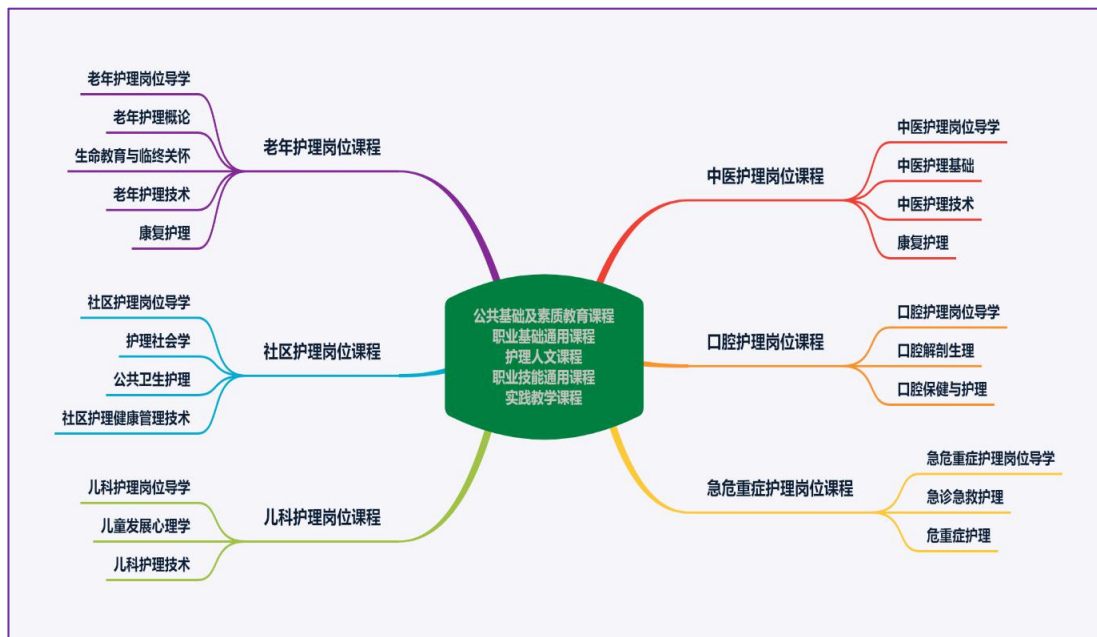 老年护理岗位导学
老年护理概论
生命教育与临终关怀
老年护理技术
康复护理
老年护理岗位课程
社区护理岗位导学
护理社会学
公共卫生护理
社区护理健康管理技术
社区护理岗位课程
儿科护理岗位导学
儿童发展心理学
儿科护理技术
儿科护理岗位课程
公共基础及素质教育课程
职业基础通用课程
护理人文课程
职业技能通用课程
实践教学课程
中医护理岗位课程
中医护理岗位导学
中医护理基础
中医护理技术
康复护理
口腔护理岗位课程
口腔护理岗位导学
口腔解剖生理
口腔保健与护理
急危重症护理岗位课程
急危重症护理岗位导学
急诊急救护理
危重症护理